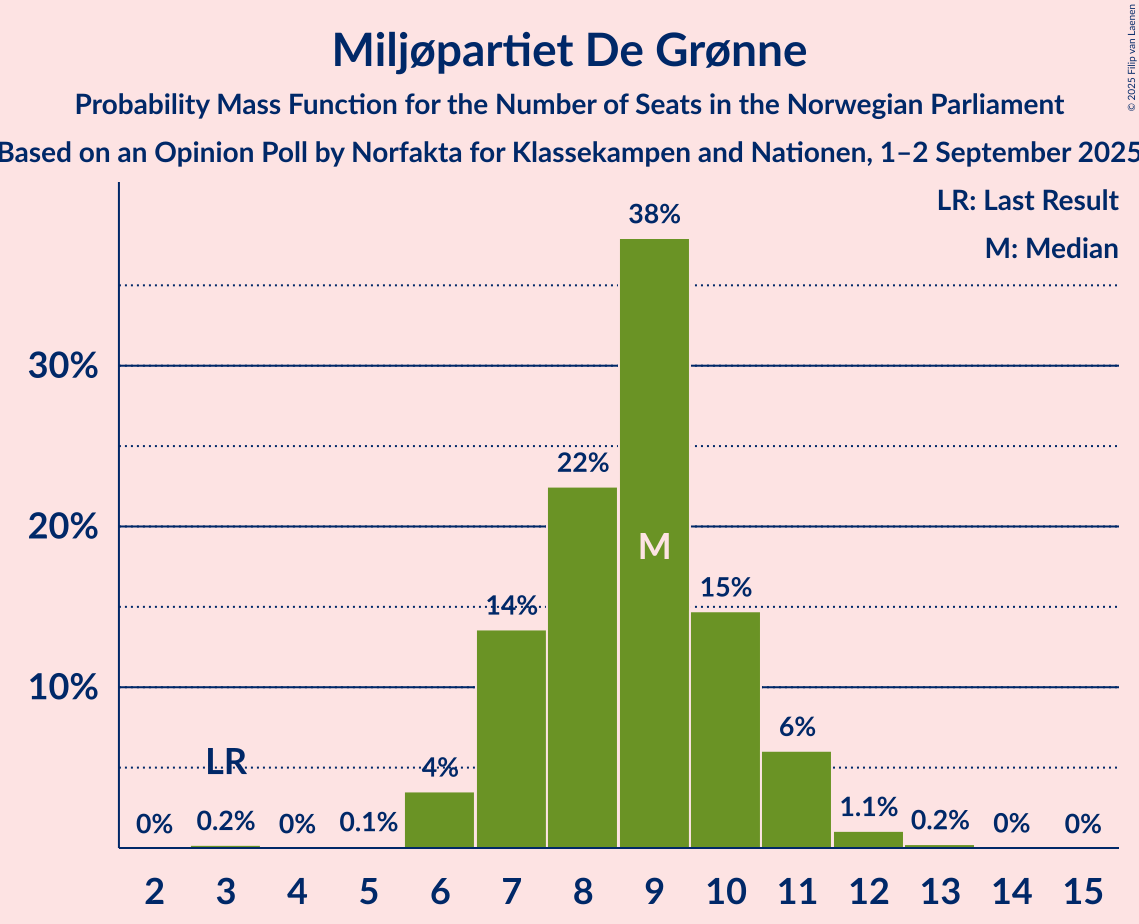 Miljøpartiet De Grønne
Probability Mass Function for the Number of Seats in the Norwegian Parliament
Based on an Opinion Poll by Norfakta for Klassekampen and Nationen, 1–2 September 2025
© 2025 Filip van Laenen
LR: Last Result
M: Median
38%
30%
22%
20%
M
15%
14%
10%
LR
6%
4%
1.1%
0% 0.2% 0% 0.1% 0.2% 0% 0%
2 3 4 5 6 7 8 9 10 11 12 13 14 15